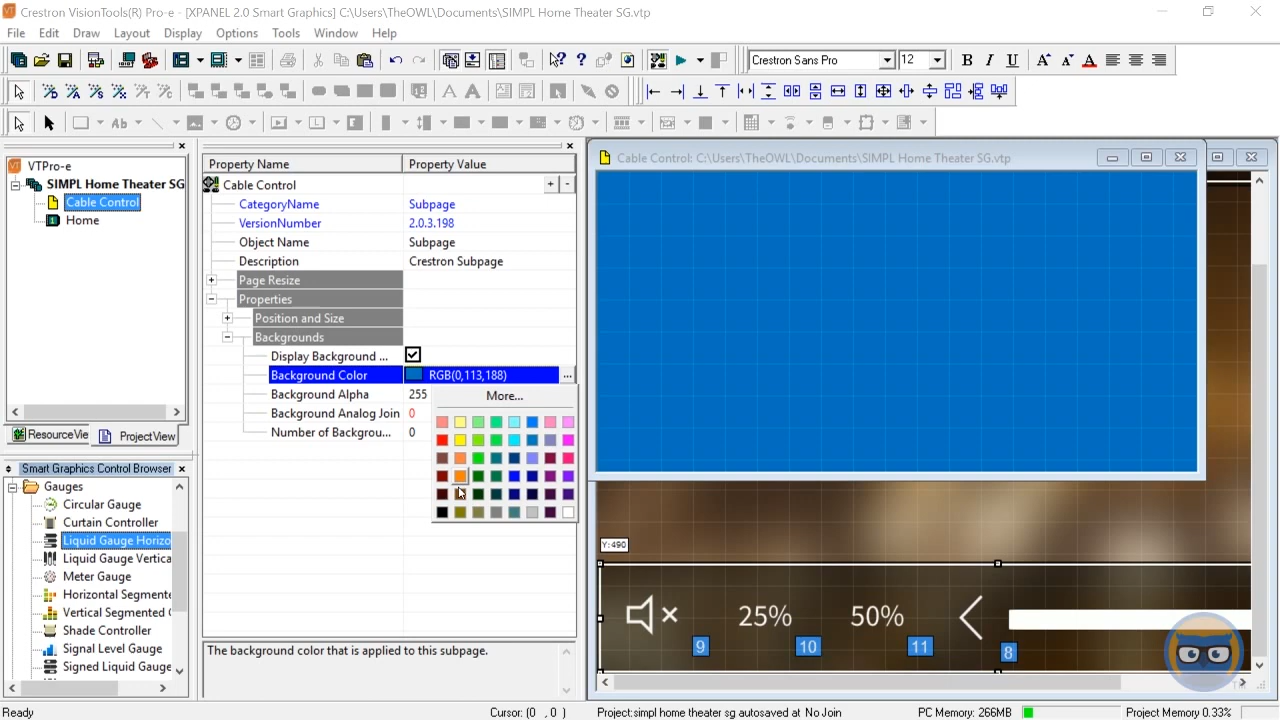 Crestron VisionTools(R) Pro-e - [XPANEL 2.0 Smart Graphics] C:\Users\TheOWL\Documents\SIMPL Home Theater SG.vtp
File Edit Draw Layout Display Options Tools Window Help
Crestron Sans Pro 12 B I U
VTPro-e
SIMPL Home Theater SG
Cable Control
Home
ResourceVie ProjectView
Smart Graphics Control Browser
Gauges
Circular Gauge
Curtain Controller
Liquid Gauge Horizo
Liquid Gauge Vertica
Meter Gauge
Horizontal Segmente
Vertical Segmented
Shade Controller
Signal Level Gauge
Signed Liquid Gauge
Property Name Property Value
Cable Control + -
CategoryName Subpage
VersionNumber 2.0.3.198
Object Name Subpage
Description Crestron Subpage
Page Resize
Properties
Position and Size
Backgrounds
Display Background ...
Background Color RGB(0,113,188) ...
Background Alpha 255
Background Analog Join 0
Number of Backgrou... 0
More...
The background color that is applied to this subpage.
Cable Control: C:\Users\TheOWL\Documents\SIMPL Home Theater SG.vtp
Y:490
25% 50%
9 10 11 8
Ready Cursor: (0 , 0 ) Project:simpl home theater sg autosaved at No Join PC Memory: 266MB Project Memory 0.33%